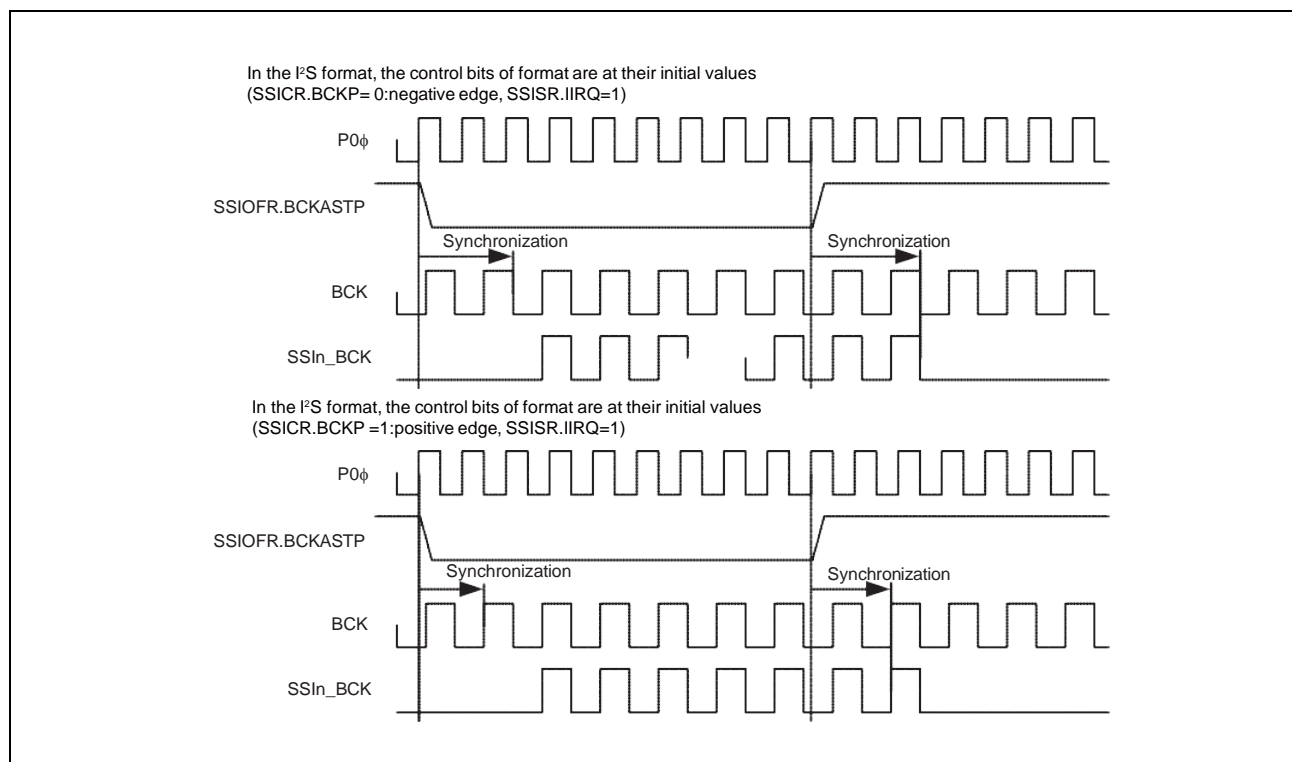 In the I²S format, the control bits of format are at their initial values
(SSICR.BCKP= 0:negative edge, SSISR.IIRQ=1)
P0ϕ
SSIOFR.BCKASTP
Synchronization
Synchronization
BCK
SSIn_BCK
In the I²S format, the control bits of format are at their initial values
(SSICR.BCKP =1:positive edge, SSISR.IIRQ=1)
P0ϕ
SSIOFR.BCKASTP
Synchronization
Synchronization
BCK
SSIn_BCK